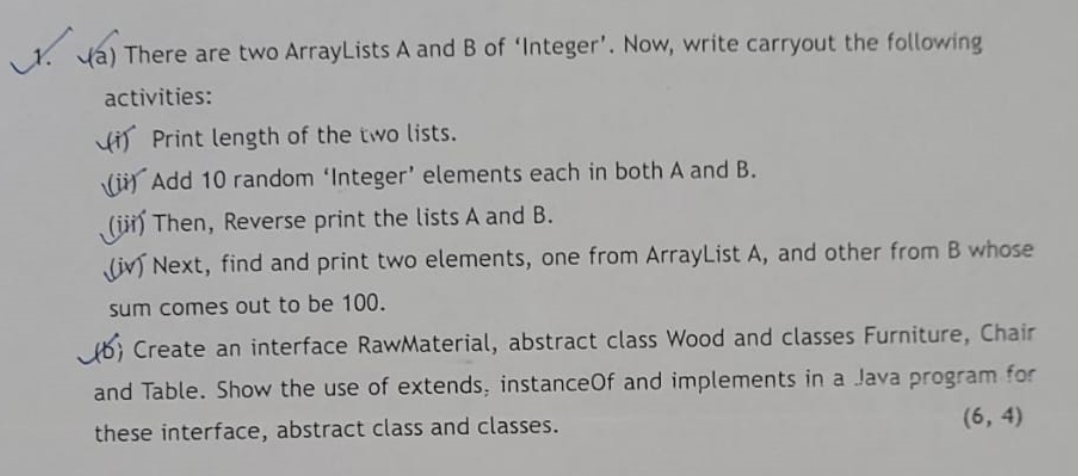 1. (a) There are two ArrayLists A and B of ‘Integer’. Now, write carryout the following
activities:
(i) Print length of the two lists.
(ii) Add 10 random ‘Integer’ elements each in both A and B.
(iii) Then, Reverse print the lists A and B.
(iv) Next, find and print two elements, one from ArrayList A, and other from B whose
sum comes out to be 100.
(b) Create an interface RawMaterial, abstract class Wood and classes Furniture, Chair
and Table. Show the use of extends, instanceOf and implements in a Java program for
these interface, abstract class and classes. (6, 4)